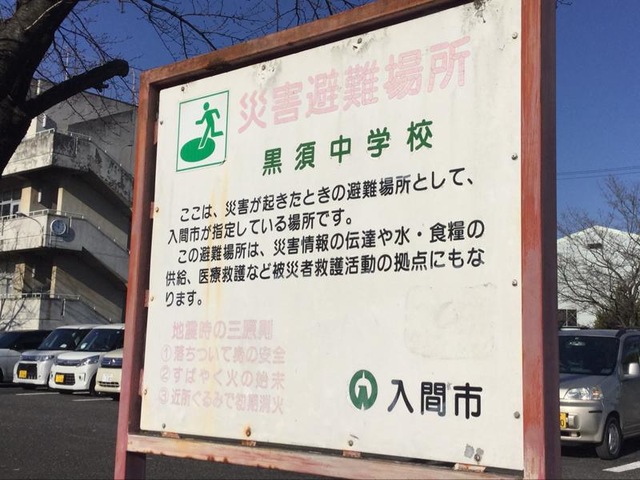 災害避難場所
黒須中学校
ここは、災害が起きたときの避難場所として、
入間市が指定している場所です。
この避難場所は、災害情報の伝達や水・食糧の
供給、医療救護など被災者救護活動の拠点にもな
ります。
地震時の三原則
①落ちついて身の安全
②すばやく火の始末
③近所ぐるみで初期消火
入間市